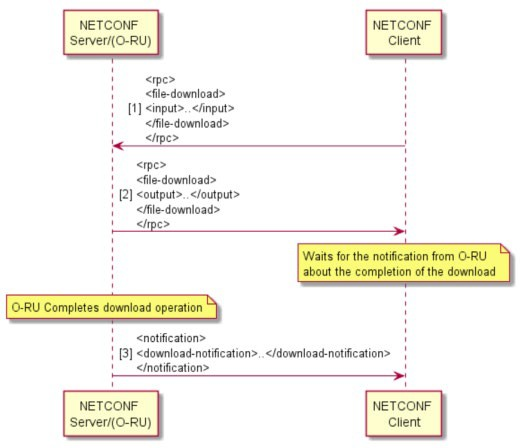 NETCONF
Server/(O-RU)
NETCONF
Client
<rpc>
<file-download>
[1] <input>..</input>
</file-download>
</rpc>
<rpc>
<file-download>
[2] <output>..</output>
</file-download>
</rpc>
Waits for the notification from O-RU
about the completion of the download
O-RU Completes download operation
<notification>
[3] <download-notification>..</download-notification>
</notification>
NETCONF
Server/(O-RU)
NETCONF
Client